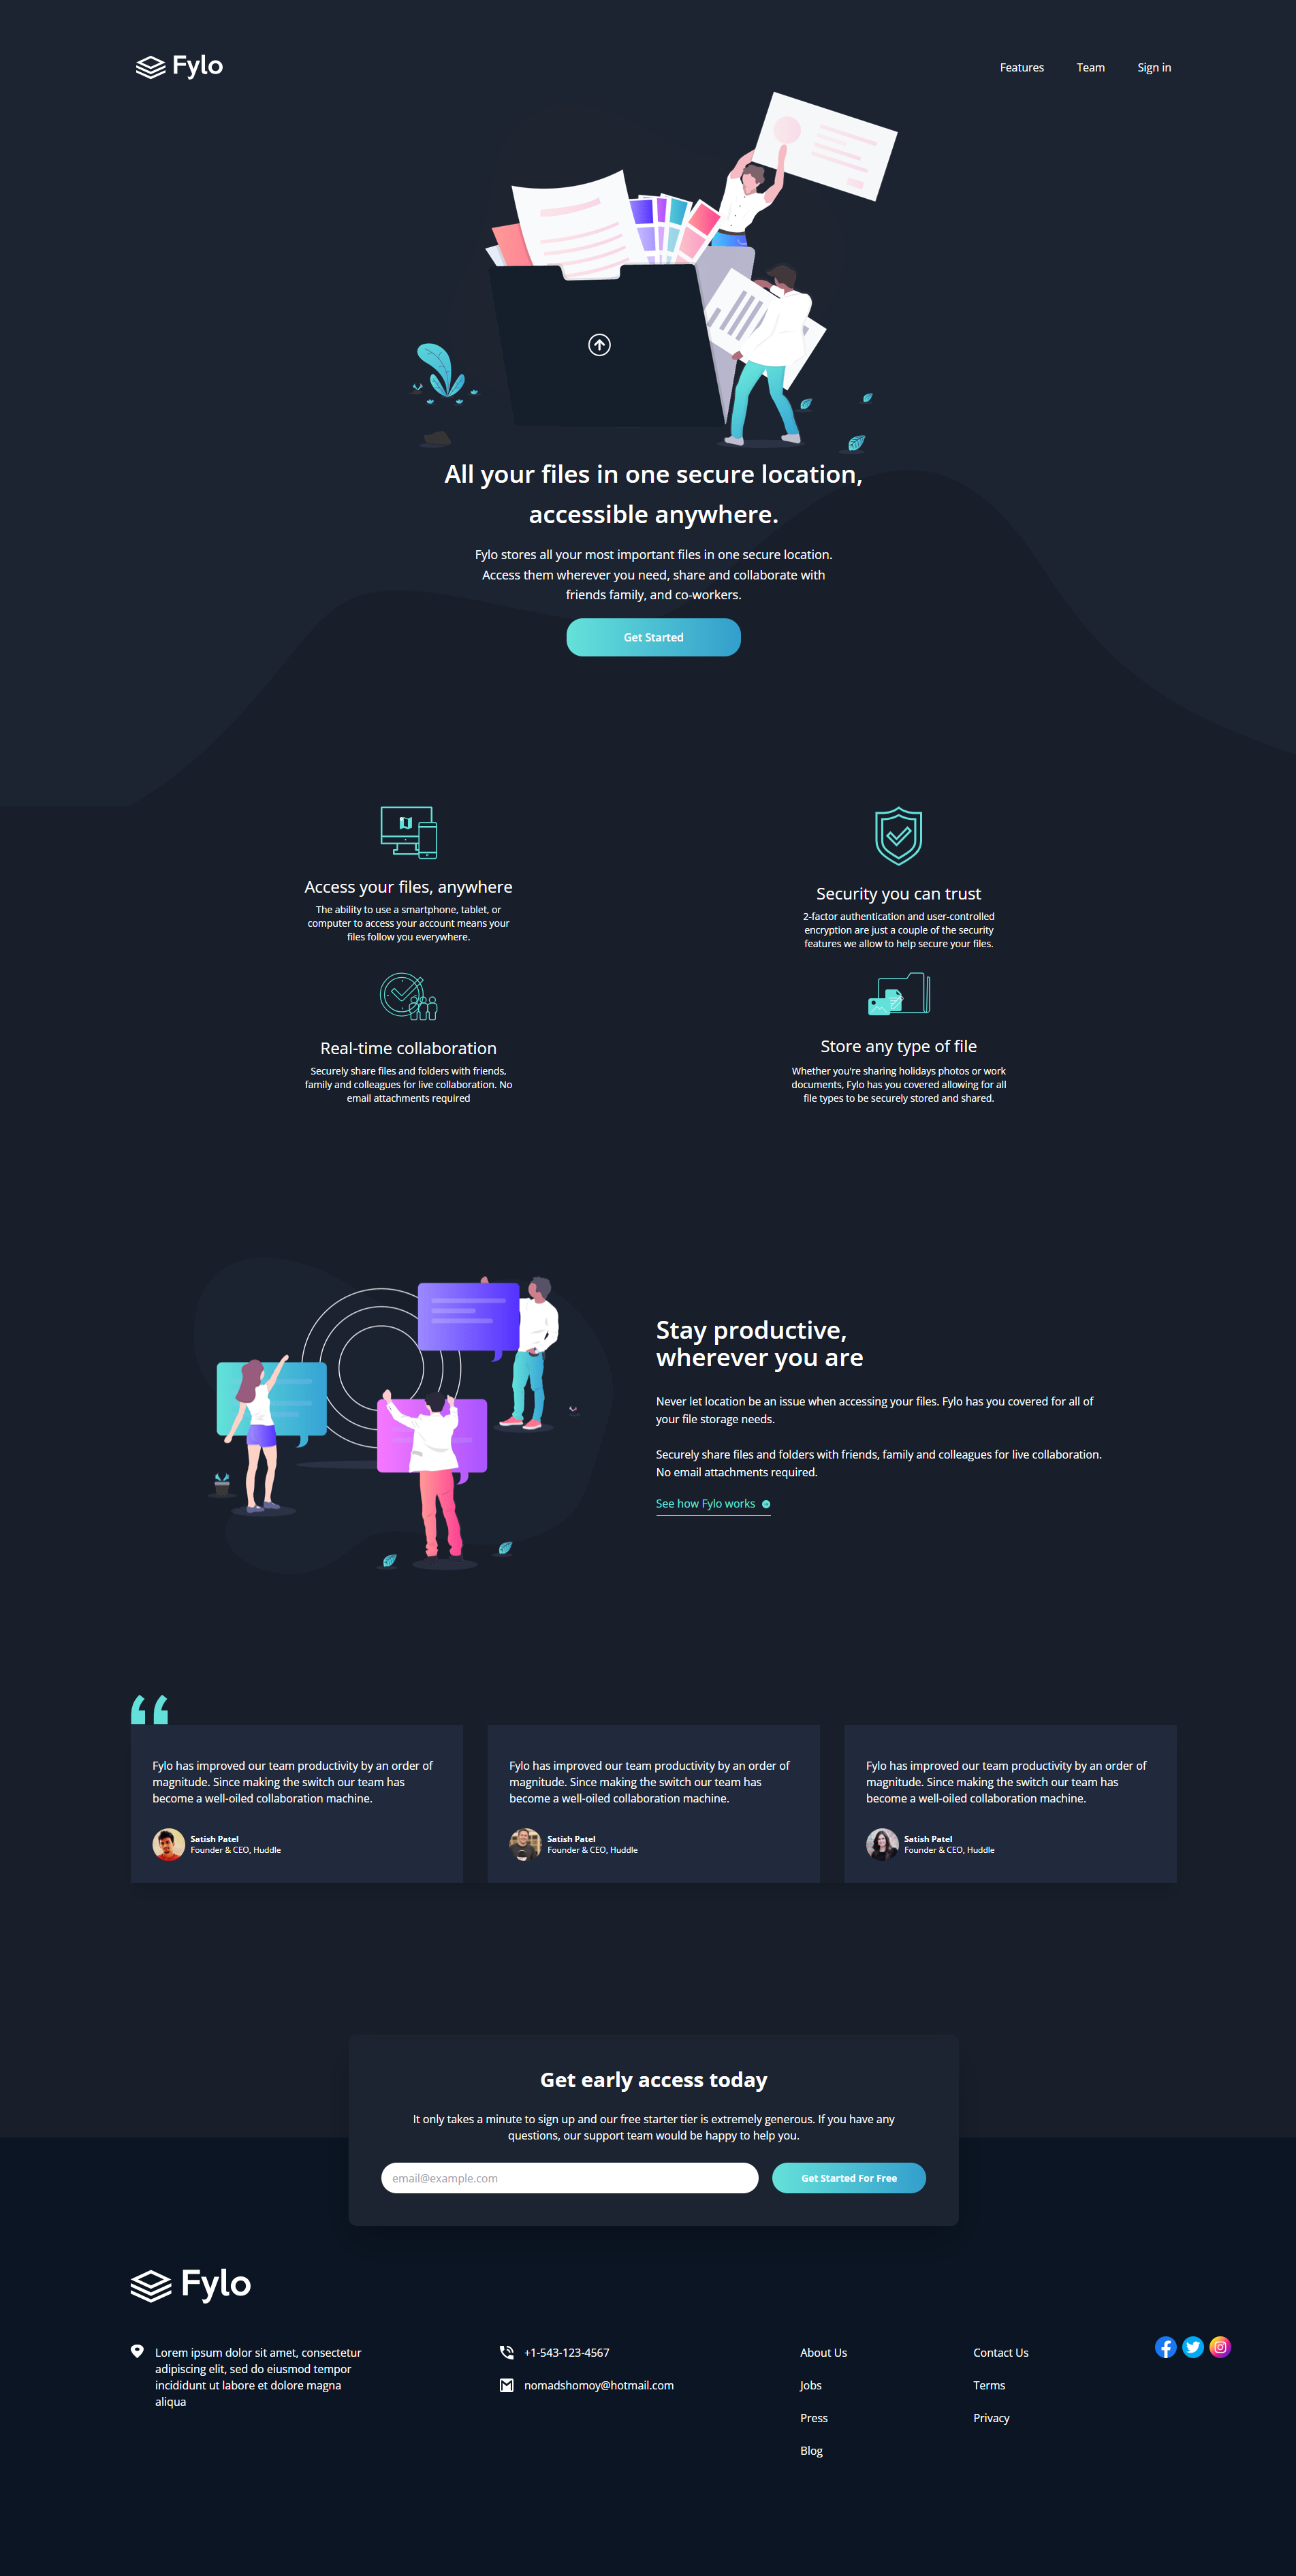 Fylo
Features
Team
Sign in
All your files in one secure location,
accessible anywhere.
Fylo stores all your most important files in one secure location.
Access them wherever you need, share and collaborate with
friends family, and co-workers.
Get Started
Access your files, anywhere
The ability to use a smartphone, tablet, or
computer to access your account means your
files follow you everywhere.
Security you can trust
2-factor authentication and user-controlled
encryption are just a couple of the security
features we allow to help secure your files.
Real-time collaboration
Securely share files and folders with friends,
family and colleagues for live collaboration. No
email attachments required
Store any type of file
Whether you're sharing holidays photos or work
documents, Fylo has you covered allowing for all
file types to be securely stored and shared.
Stay productive,
wherever you are
Never let location be an issue when accessing your files. Fylo has you covered for all of
your file storage needs.
Securely share files and folders with friends, family and colleagues for live collaboration.
No email attachments required.
See how Fylo works
Fylo has improved our team productivity by an order of
magnitude. Since making the switch our team has
become a well-oiled collaboration machine.
Satish Patel
Founder & CEO, Huddle
Fylo has improved our team productivity by an order of
magnitude. Since making the switch our team has
become a well-oiled collaboration machine.
Satish Patel
Founder & CEO, Huddle
Fylo has improved our team productivity by an order of
magnitude. Since making the switch our team has
become a well-oiled collaboration machine.
Satish Patel
Founder & CEO, Huddle
Get early access today
It only takes a minute to sign up and our free starter tier is extremely generous. If you have any
questions, our support team would be happy to help you.
email@example.com
Get Started For Free
Fylo
Lorem ipsum dolor sit amet, consectetur
adipiscing elit, sed do eiusmod tempor
incididunt ut labore et dolore magna
aliqua
+1-543-123-4567
nomadshomoy@hotmail.com
About Us
Jobs
Press
Blog
Contact Us
Terms
Privacy